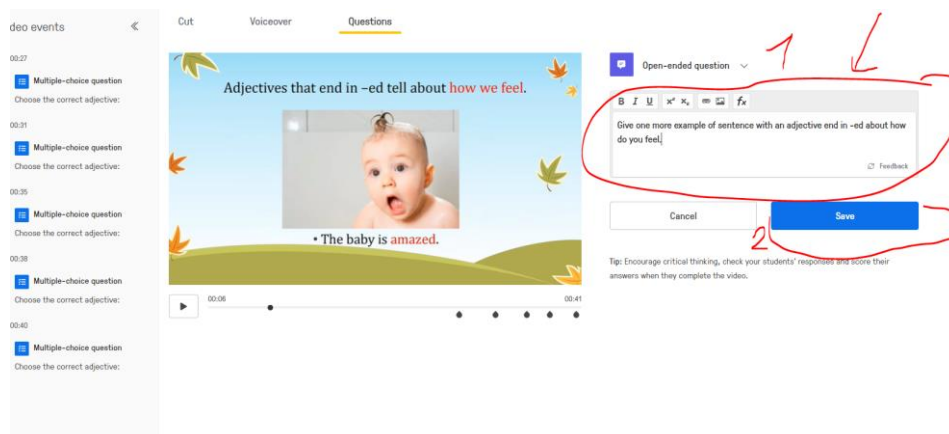 deo events
Cut
Voiceover
Questions
00:27
Multiple-choice question
Choose the correct adjective:
00:31
Multiple-choice question
Choose the correct adjective:
00:35
Multiple-choice question
Choose the correct adjective:
00:38
Multiple-choice question
Choose the correct adjective:
00:40
Multiple-choice question
Choose the correct adjective:
Adjectives that end in –ed tell about how we feel.
• The baby is amazed.
00:06
00:41
1
Open-ended question
B I U x² x₂ fx
Give one more example of sentence with an adjective end in -ed about how
do you feel.
Feedback
Cancel
Save
2
Tip: Encourage critical thinking, check your students' responses and score their
answers when they complete the video.